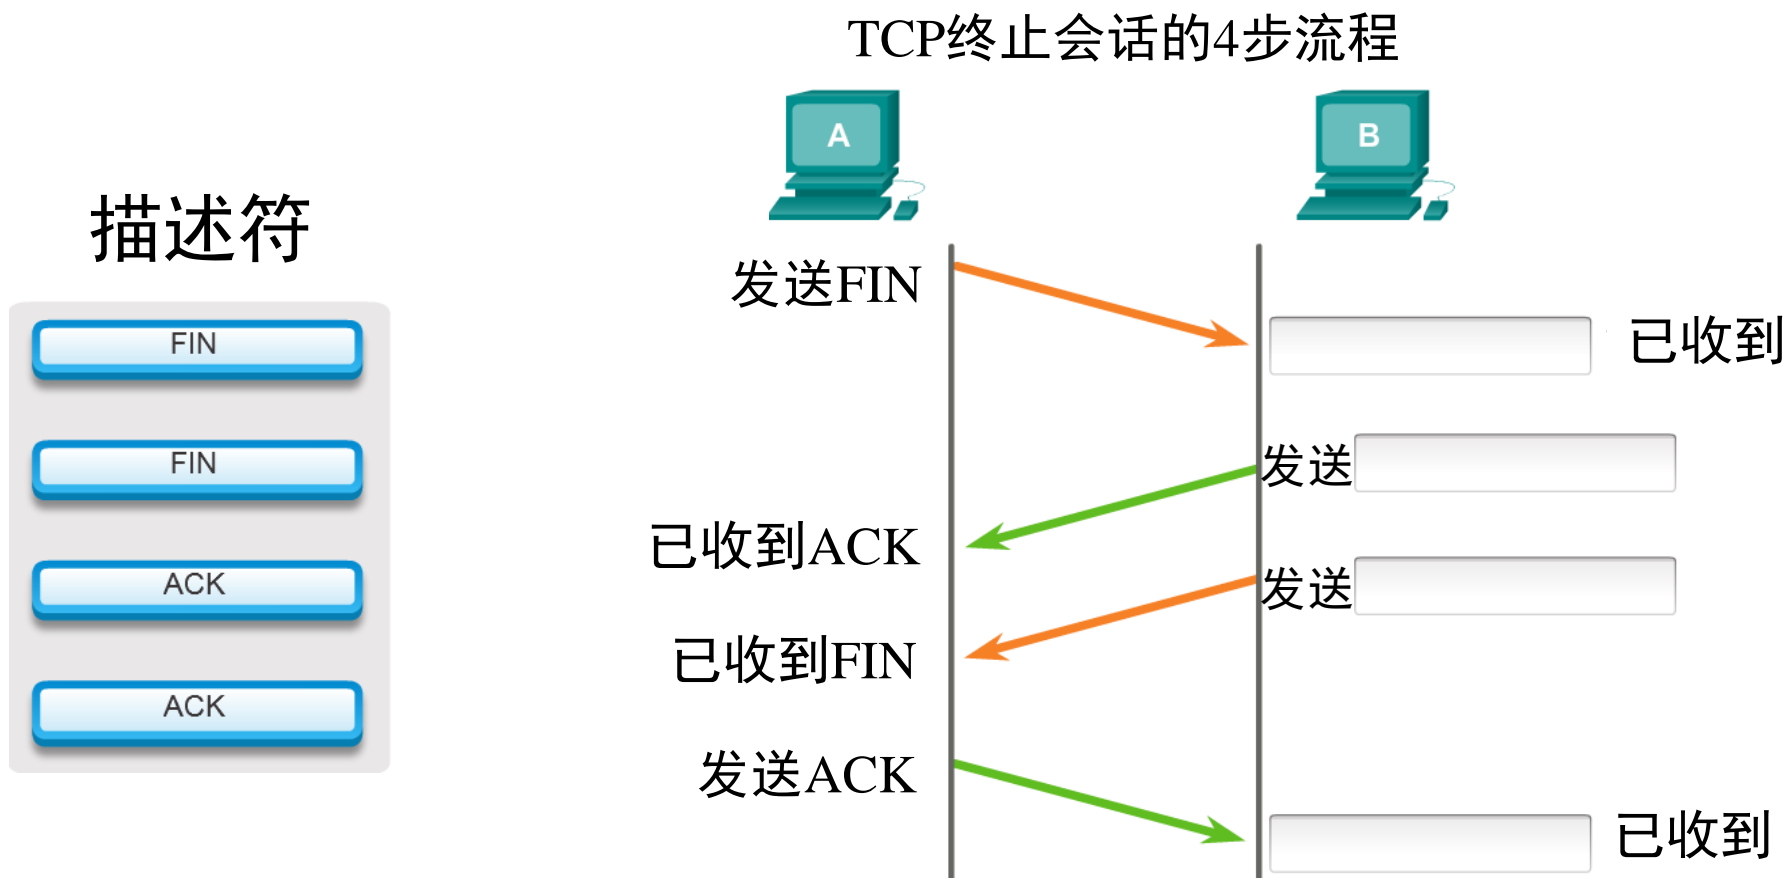 TCP终止会话的4步流程
A
B
描述符
FIN
FIN
ACK
ACK
发送FIN
已收到
发送
已收到ACK
发送
已收到FIN
发送ACK
已收到